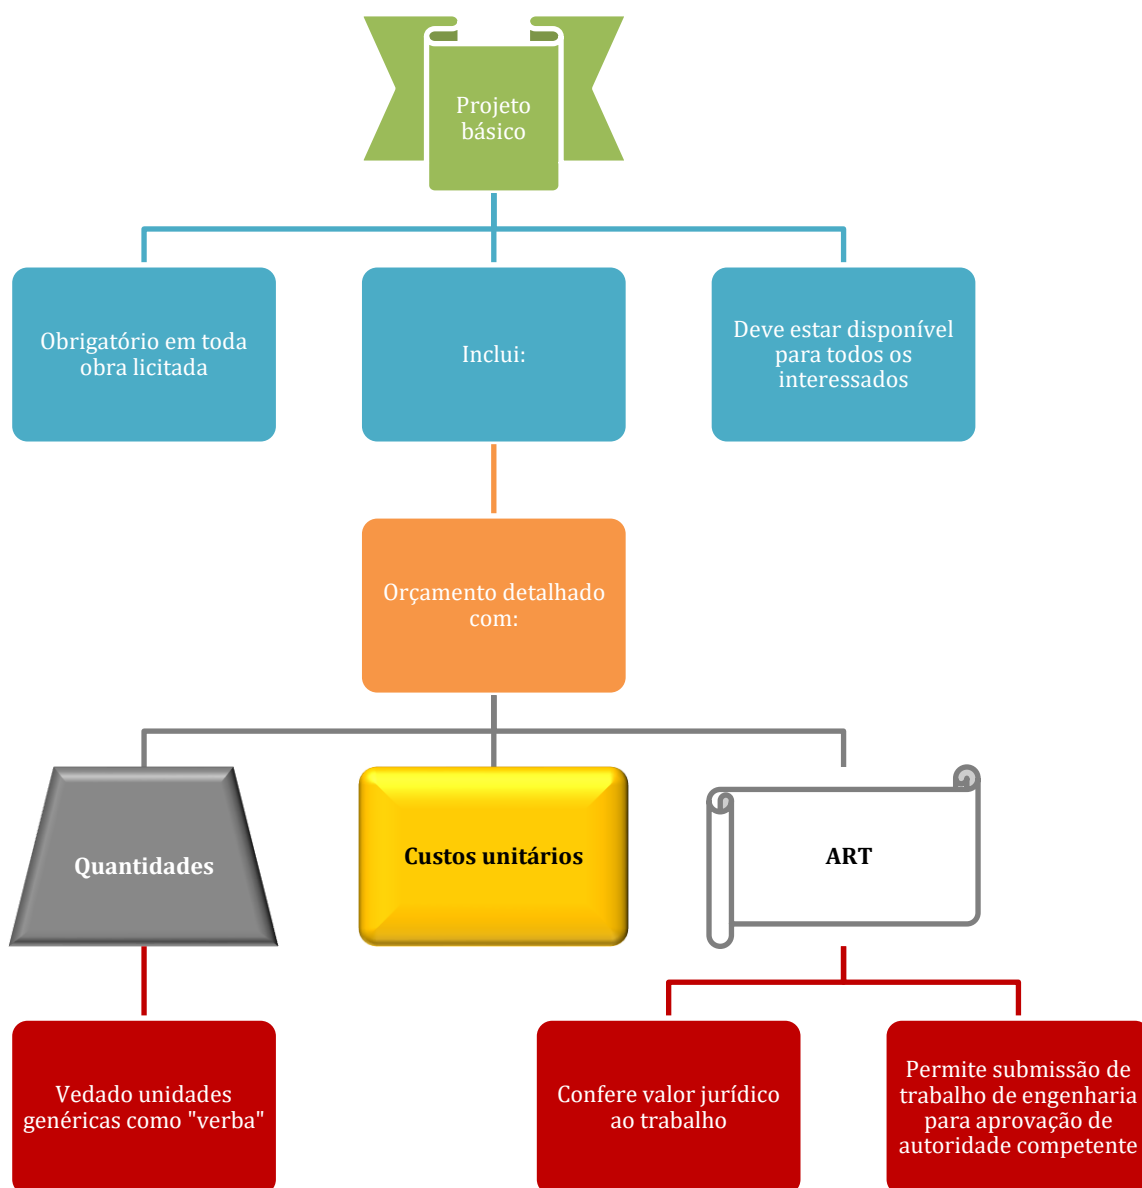 Projeto
básico
Obrigatório em toda
obra licitada
Inclui:
Deve estar disponível
para todos os
interessados
Orçamento detalhado
com:
Quantidades
Custos unitários
ART
Vedado unidades
genéricas como "verba"
Confere valor jurídico
ao trabalho
Permite submissão de
trabalho de engenharia
para aprovação de
autoridade competente